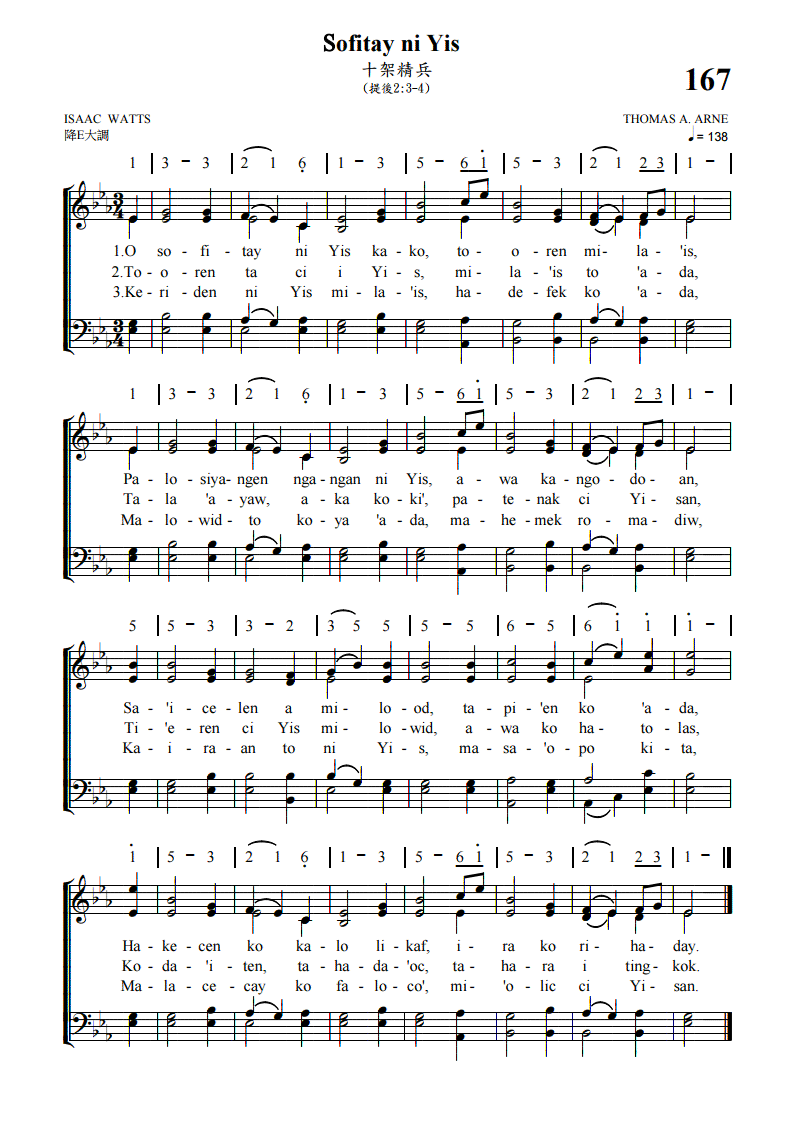 Sofitay ni Yis
十架精兵
(提後2:3-4)
167
ISAAC WATTS
THOMAS A. ARNE
降E大調
♩ = 138
1 | 3 - 3 | 2 1 6̣ | 1 - 3 | 5 - 6 1̇ | 5 - 3 | 2 1 2 3 | 1 - |
1.O so - fi - tay ni Yis ka - ko, to - o - ren mi - la - 'is,
2.To - o - ren ta ci i Yi - s, mi - la - 'is to 'a - da,
3.Ke - ri - den ni Yis mi - la - 'is, ha - de - fek ko 'a - da,
1 | 3 - 3 | 2 1 6̣ | 1 - 3 | 5 - 6 1̇ | 5 - 3 | 2 1 2 3 | 1 - |
Pa - lo - siya - ngen nga - ngan ni Yis, a - wa ka - ngo - do - an,
Ta - la 'a - yaw, a - ka ko - ki', pa - te - nak ci Yi - san,
Ma - lo - wid - to ko - ya 'a - da, ma - he - mek ro - ma - diw,
5 | 5 - 3 | 3 - 2 | 3 5 5 | 5 - 5 | 6 - 5 | 6 1̇ 1̇ | 1̇ - |
Sa - 'i - ce - len a mi - lo - od, ta - pi - 'en ko 'a - da,
Ti - 'e - ren ci Yis mi - lo - wid, a - wa ko ha - to - las,
Ka - i - ra - an to ni Yi - s, ma - sa - 'o - po ki - ta,
1̇ | 5 - 3 | 2 1 6̣ | 1 - 3 | 5 - 6 1̇ | 5 - 3 | 2 1 2 3 | 1 - ‖
Ha - ke - cen ko ka - lo li - kaf, i - ra ko ri - ha - day.
Ko - da - 'i - ten, ta - ha - da - 'oc, ta - ha - ra i ting - kok.
Ma - la - ce - cay ko fa - lo - co', mi - 'o - lic ci Yi - san.